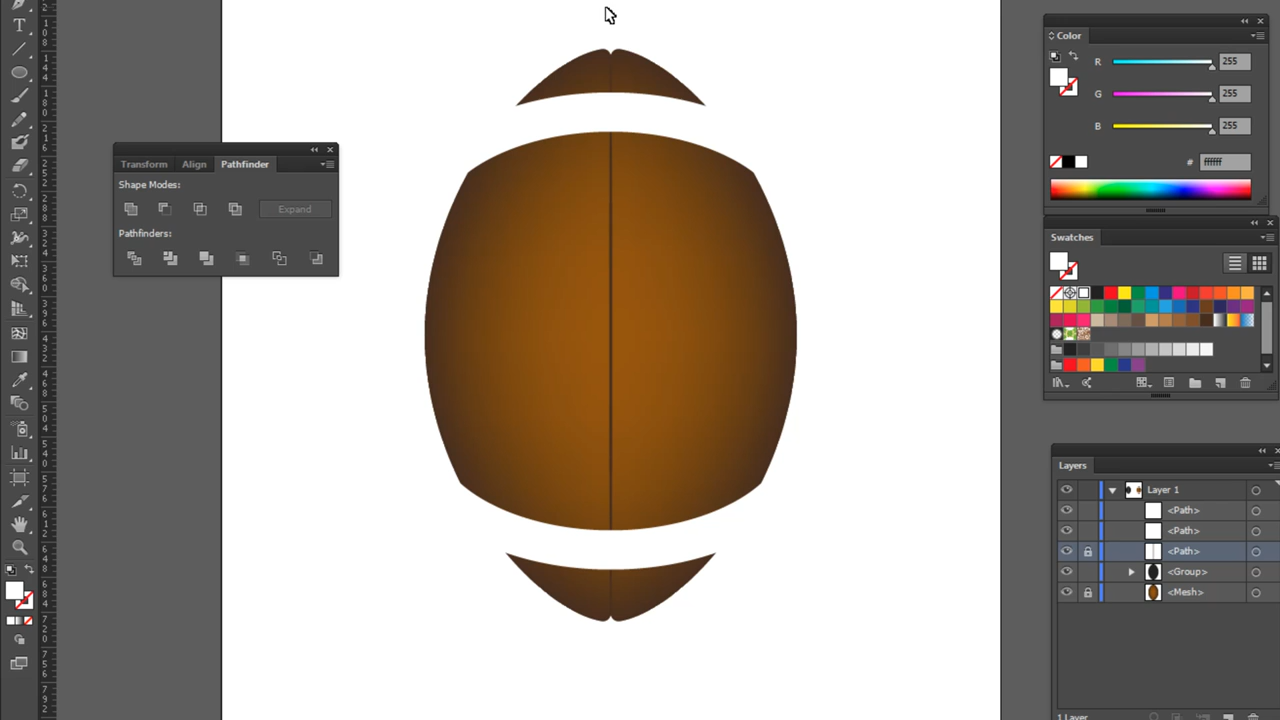 Color
R 255
G 255
B 255
# ffffff
Transform Align Pathfinder
Shape Modes:
Expand
Pathfinders:
Swatches
Layers
Layer 1
<Path>
<Path>
<Path>
<Group>
<Mesh>
1 Layer